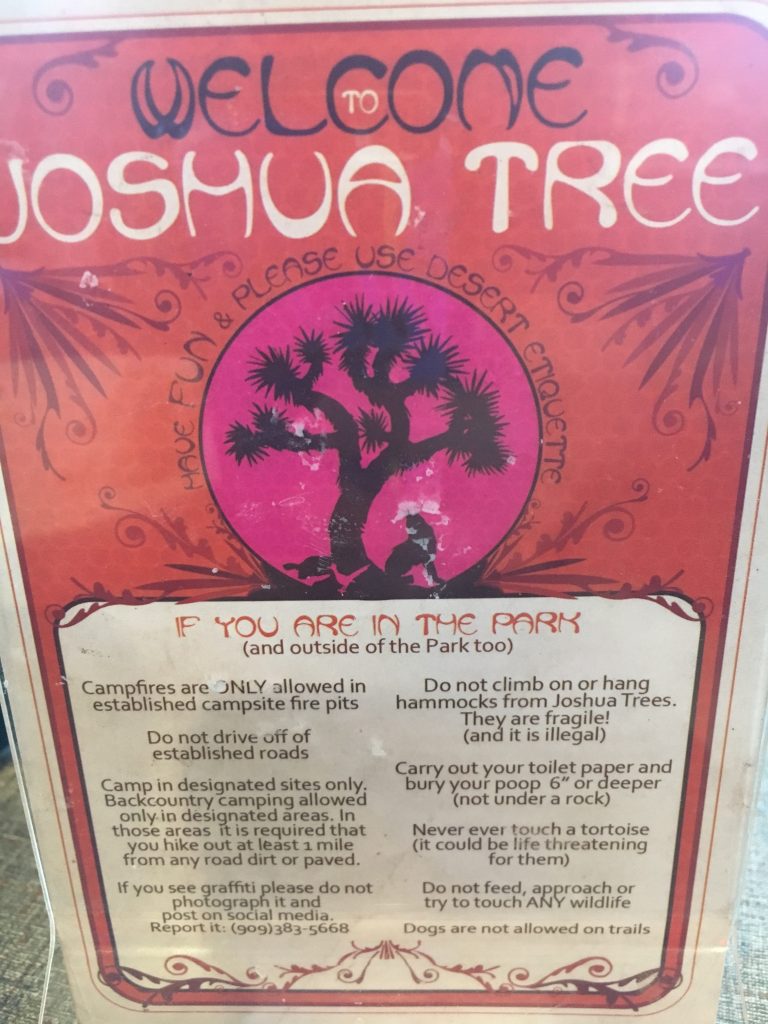 WELCOME
TO
JOSHUA TREE
HAVE FUN & PLEASE USE DESERT ETIQUETTE
IF YOU ARE IN THE PARK
(and outside of the Park too)
Campfires are ONLY allowed in
established campsite fire pits
Do not drive off of
established roads
Camp in designated sites only.
Backcountry camping allowed
only in designated areas. In
those areas it is required that
you hike out at least 1 mile
from any road dirt or paved.
If you see graffiti please do not
photograph it and
post on social media.
Report it: (909)383-5668
Do not climb on or hang
hammocks from Joshua Trees.
They are fragile!
(and it is illegal)
Carry out your toilet paper and
bury your poop 6" or deeper
(not under a rock)
Never ever touch a tortoise
(it could be life threatening
for them)
Do not feed, approach or
try to touch ANY wildlife
Dogs are not allowed on trails